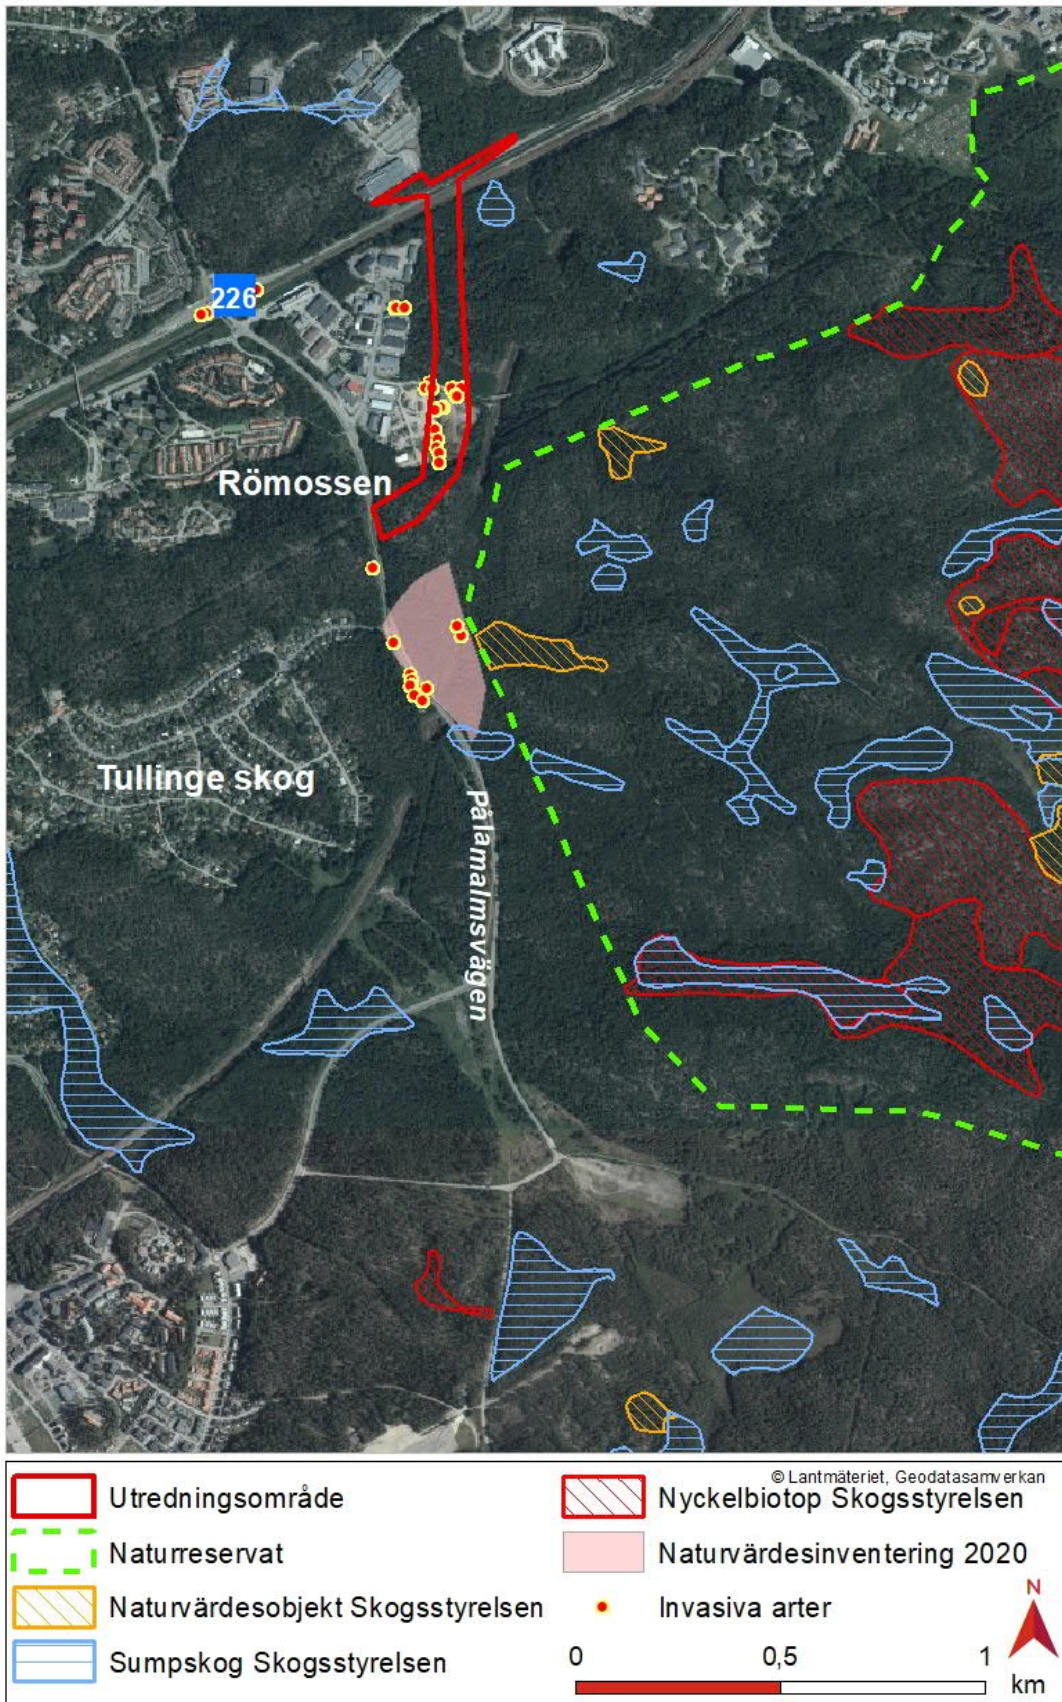 226
Römossen
Tullinge skog
Pålamalmsvägen
© Lantmäteriet, Geodatasamverkan
Utredningsområde
Naturreservat
Naturvärdesobjekt Skogsstyrelsen
Sumpskog Skogsstyrelsen
Nyckelbiotop Skogsstyrelsen
Naturvärdesinventering 2020
Invasiva arter
N
0 0,5 1
km